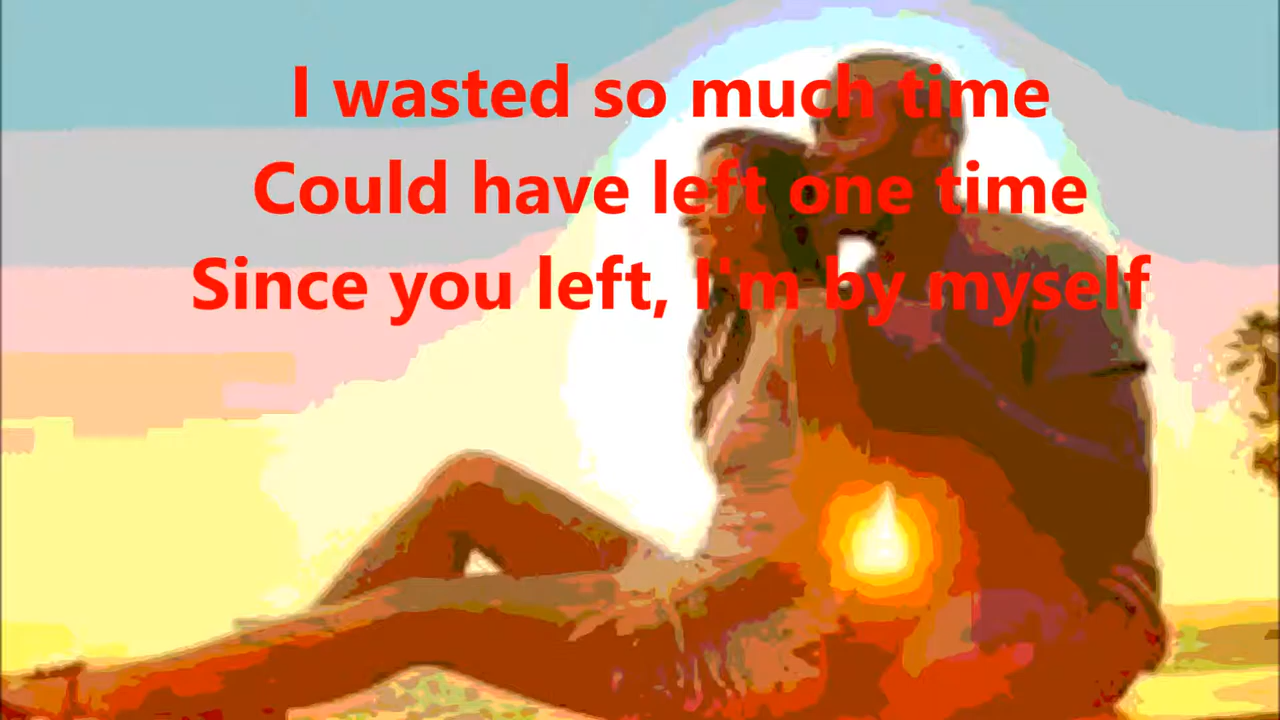 I wasted so much time
Could have left one time
Since you left, I'm by myself